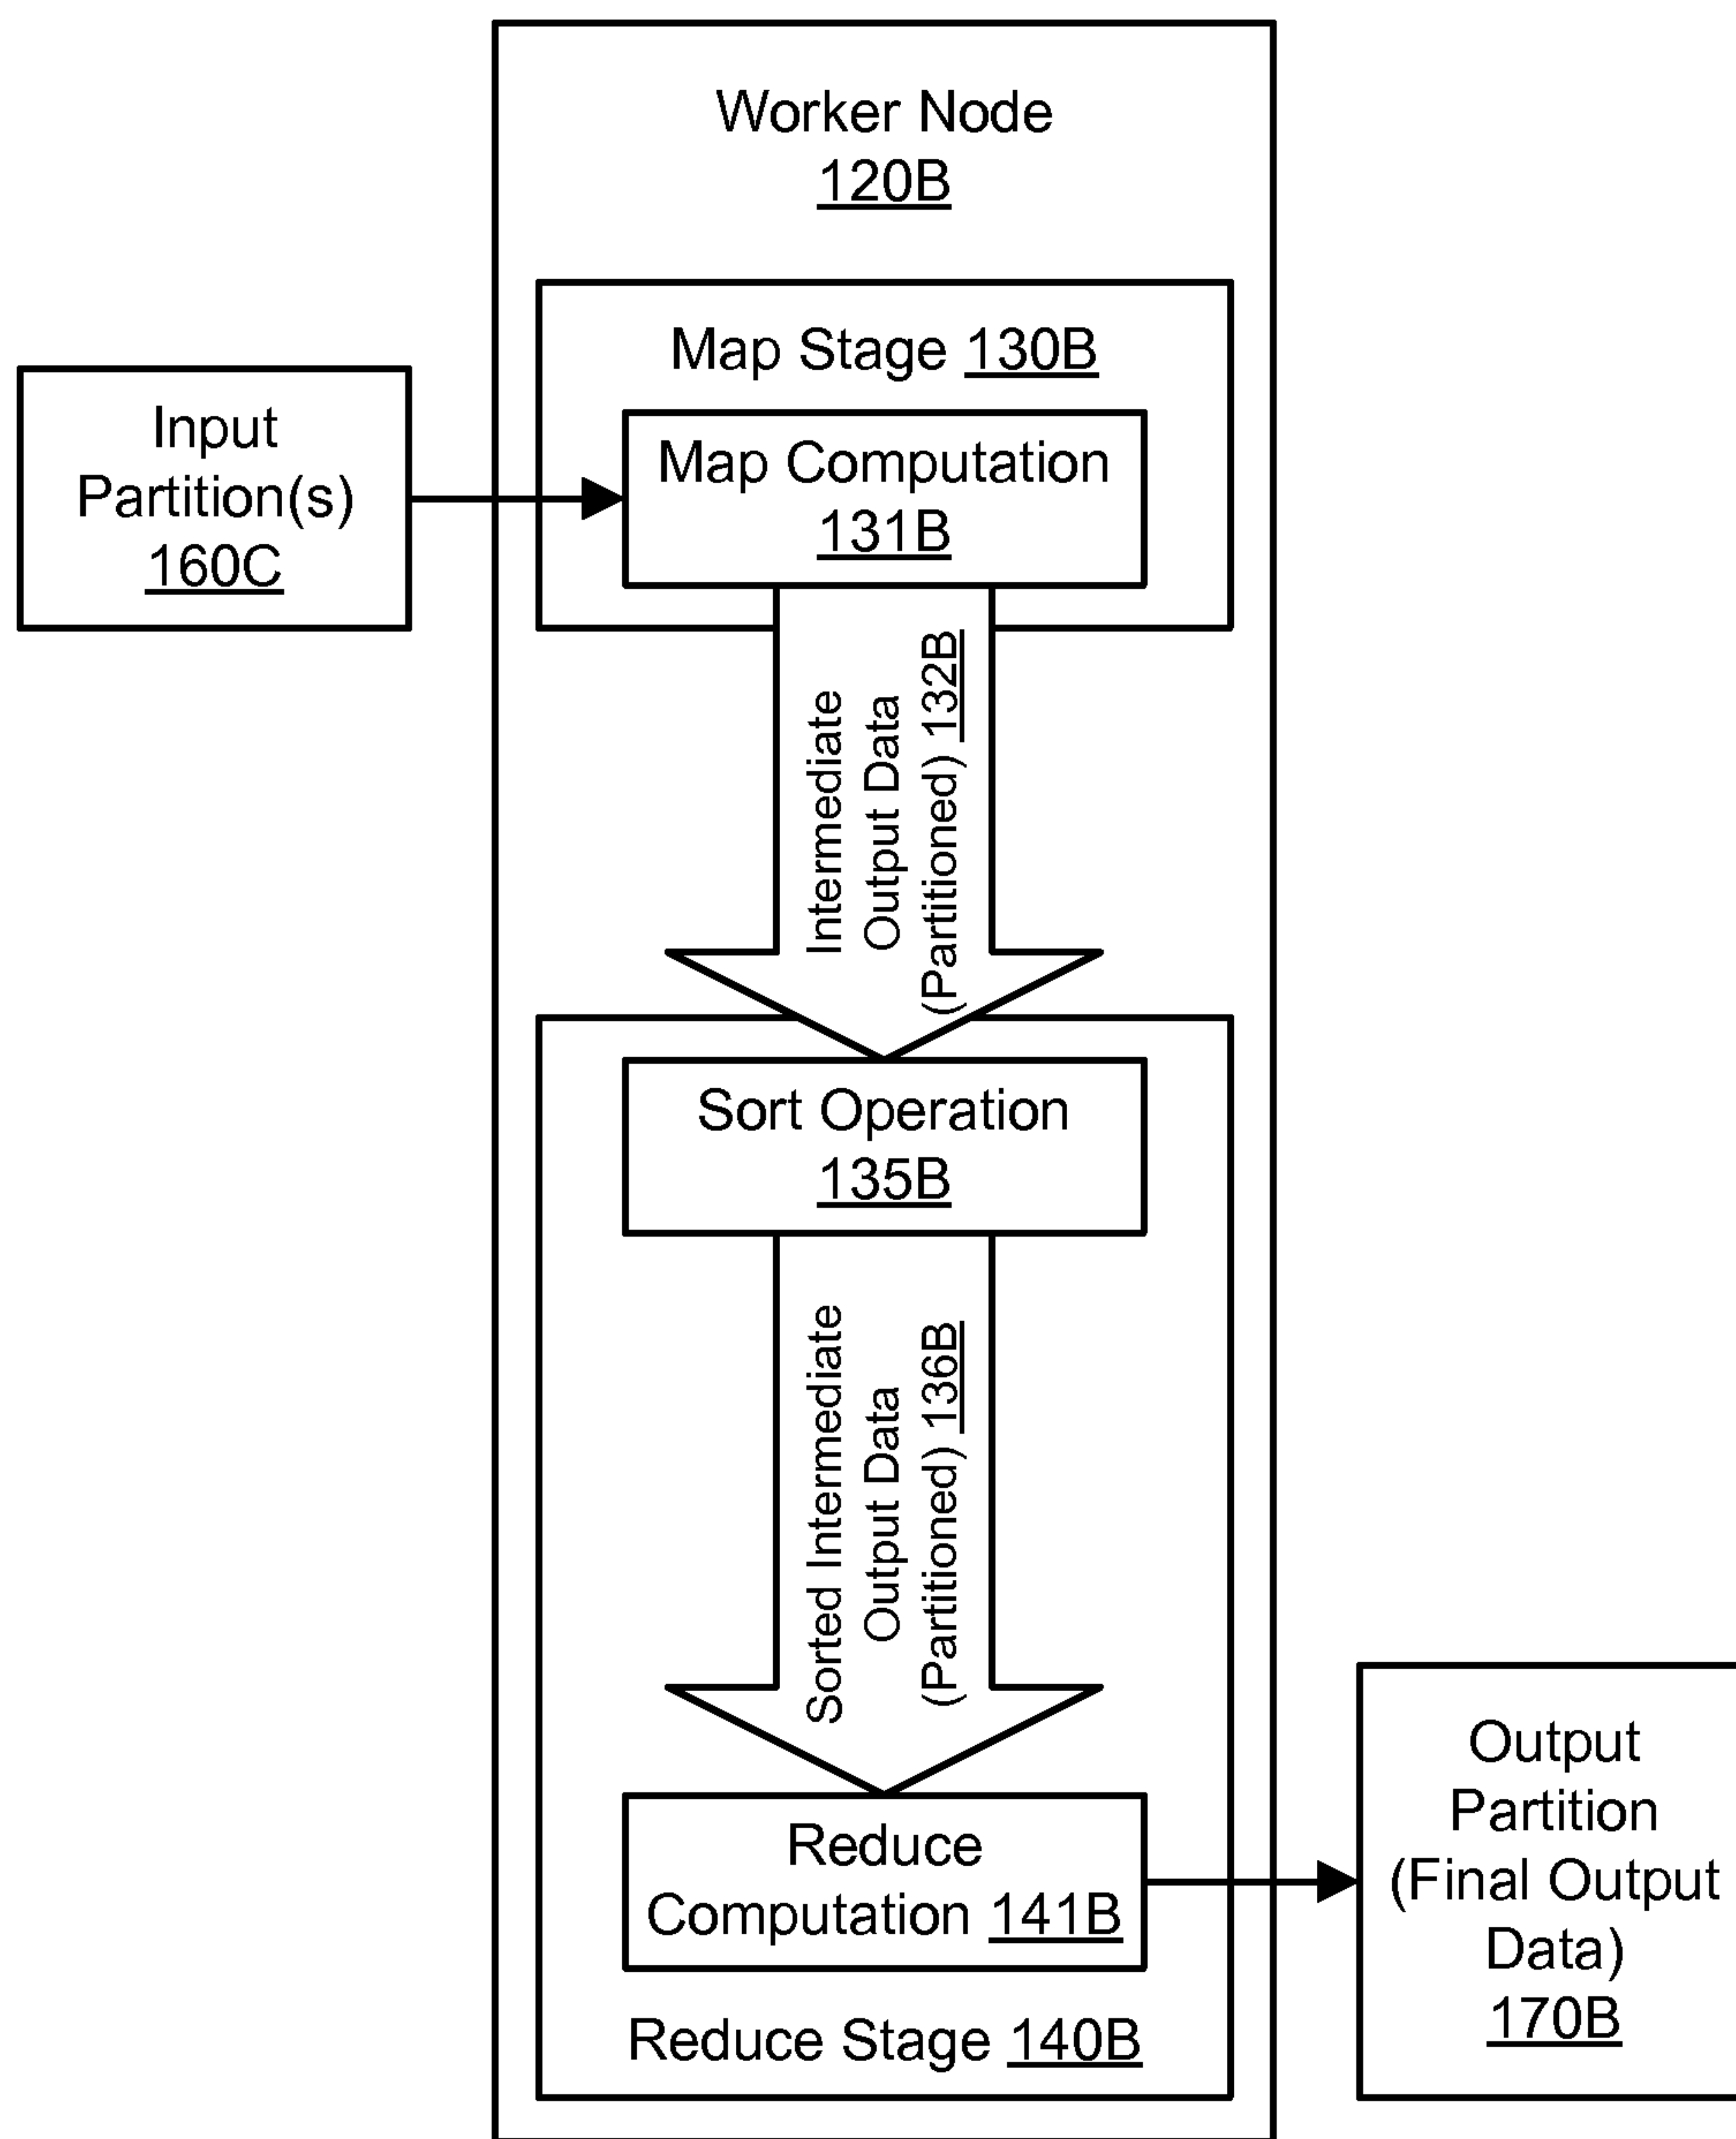 Worker Node
120B
Map Stage 130B
Input
Partition(s)
160C
Map Computation
131B
Intermediate
Output Data
(Partitioned) 132B
Sort Operation
135B
Sorted Intermediate
Output Data
(Partitioned) 136B
Reduce
Computation 141B
Reduce Stage 140B
Output
Partition
(Final Output
Data)
170B